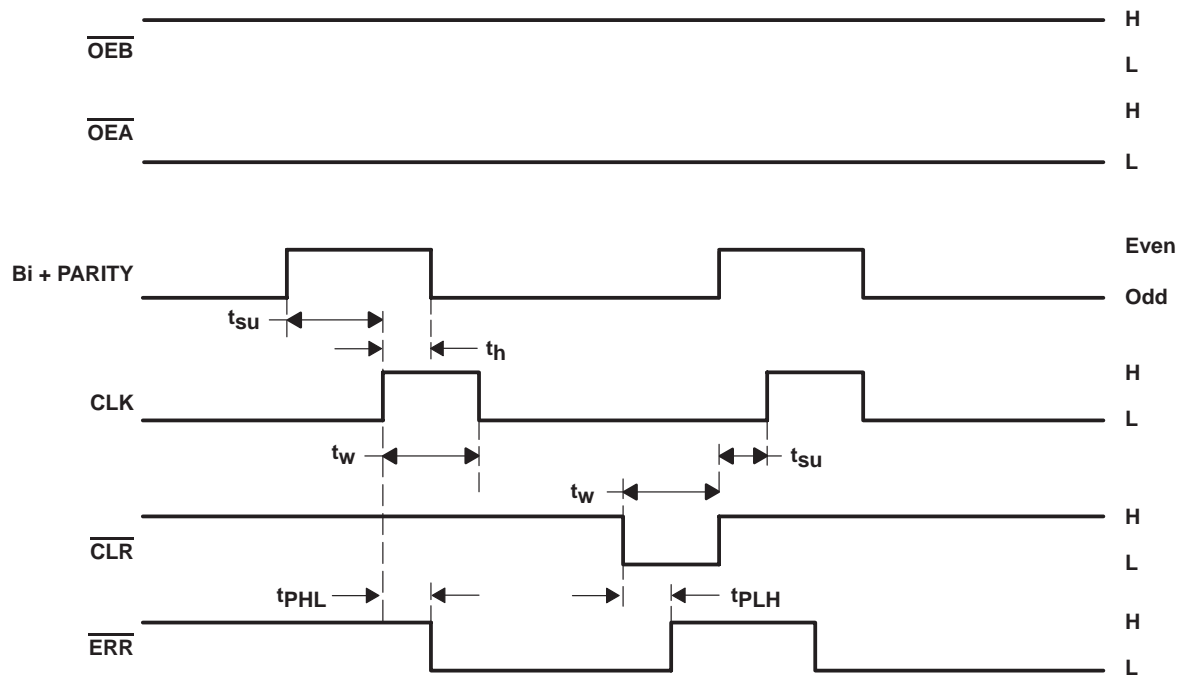 H
OEB
L
H
OEA
L
Even
Bi + PARITY
Odd
tsu
th
H
CLK
L
tw
tsu
tw
H
CLR
L
tPHL
tPLH
H
ERR
L